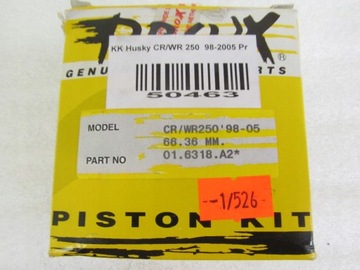 PROX
KK Husky CR/WR 250 98-2005 Pr
GENU
RTS
50463
MODEL CR/WR250'98-05
66.36 MM.
PART NO 01.6318.A2*
--1/526-
PISTON KIT